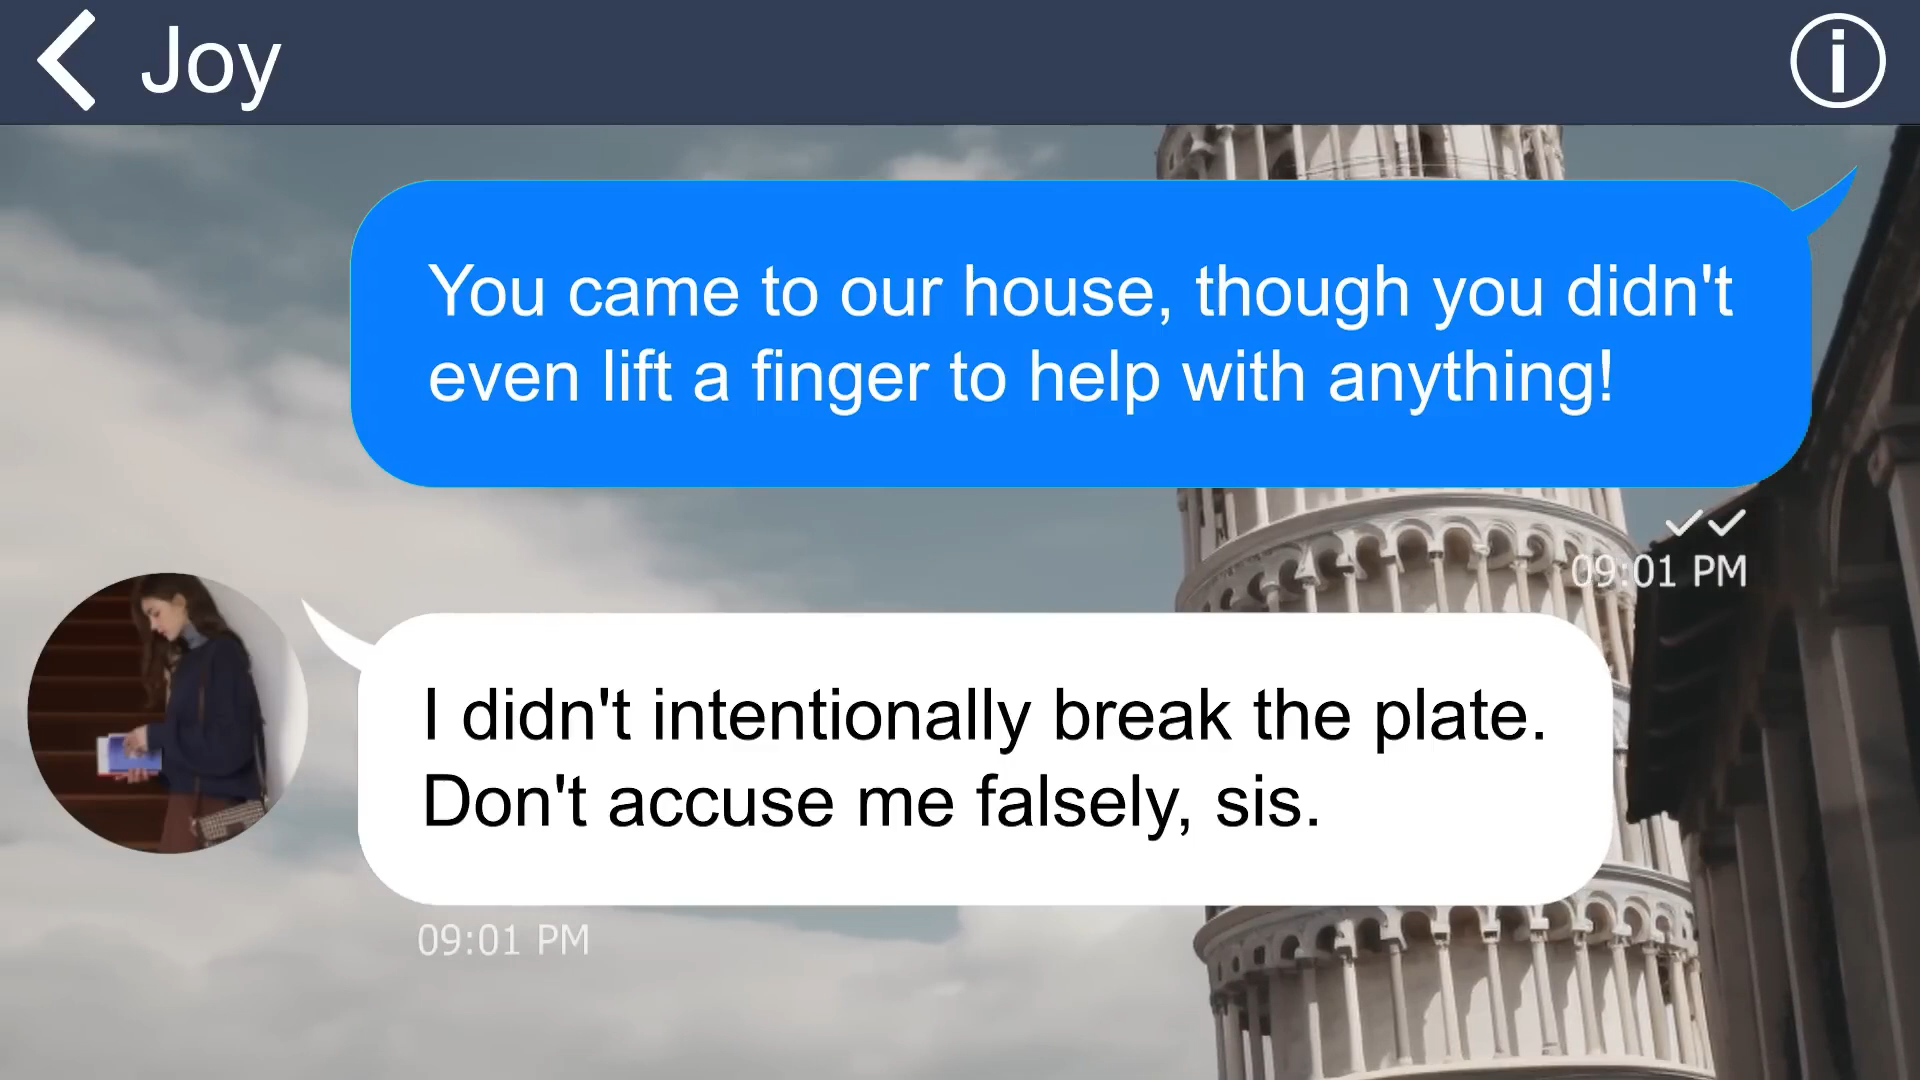 Joy
You came to our house, though you didn't
even lift a finger to help with anything!
09:01 PM
I didn't intentionally break the plate.
Don't accuse me falsely, sis.
09:01 PM